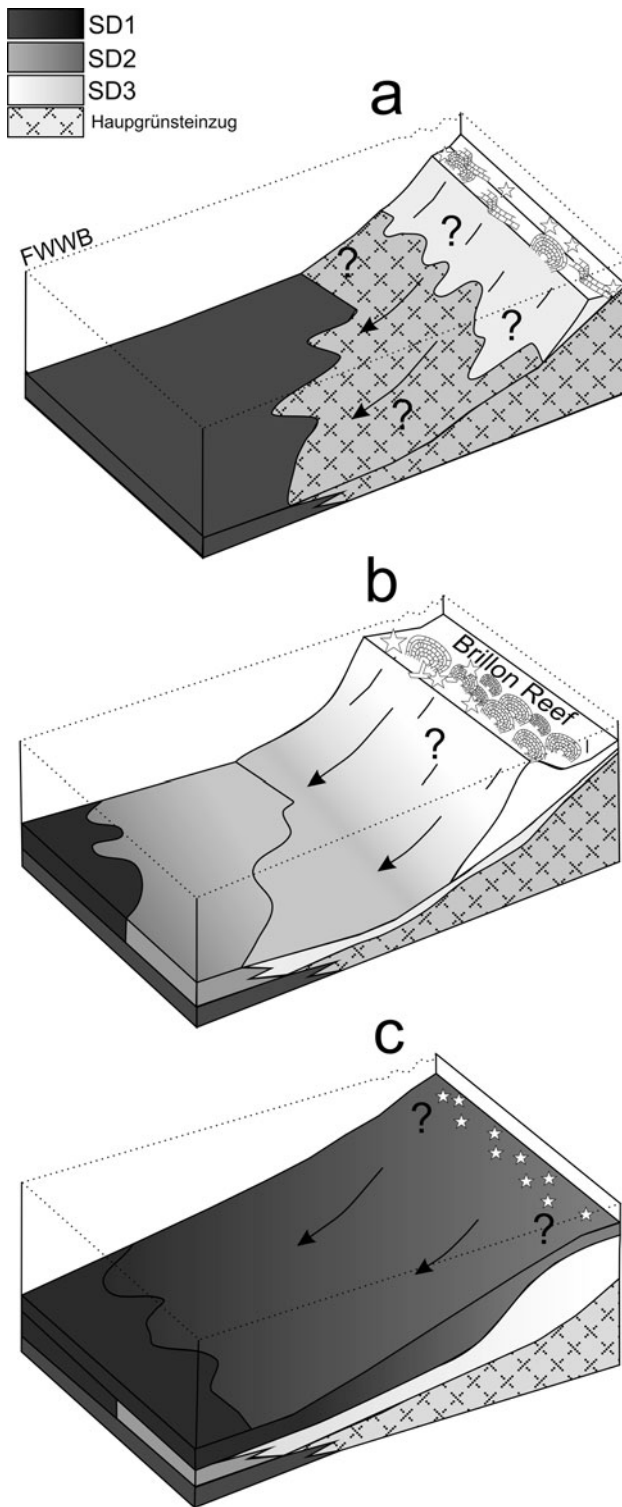 SD1
SD2
SD3
Haupgrünsteinzug
a
FWWB
?
?
?
?
b
Brillon Reef
?
c
?
?